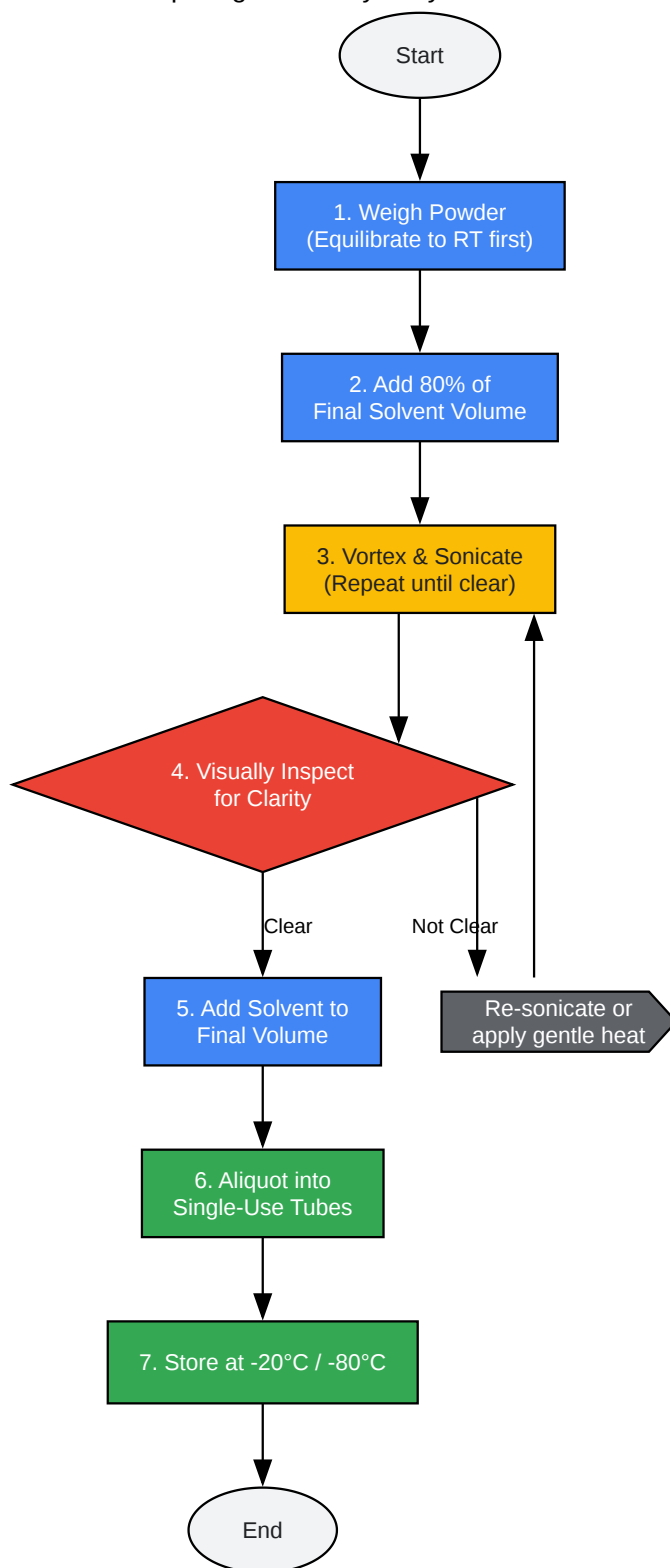 Start
1. Weigh Powder
(Equilibrate to RT first)
2. Add 80% of
Final Solvent Volume
3. Vortex & Sonicate
(Repeat until clear)
4. Visually Inspect
for Clarity
Clear
Not Clear
5. Add Solvent to
Final Volume
Re-sonicate or
apply gentle heat
6. Aliquot into
Single-Use Tubes
7. Store at -20°C / -80°C
End